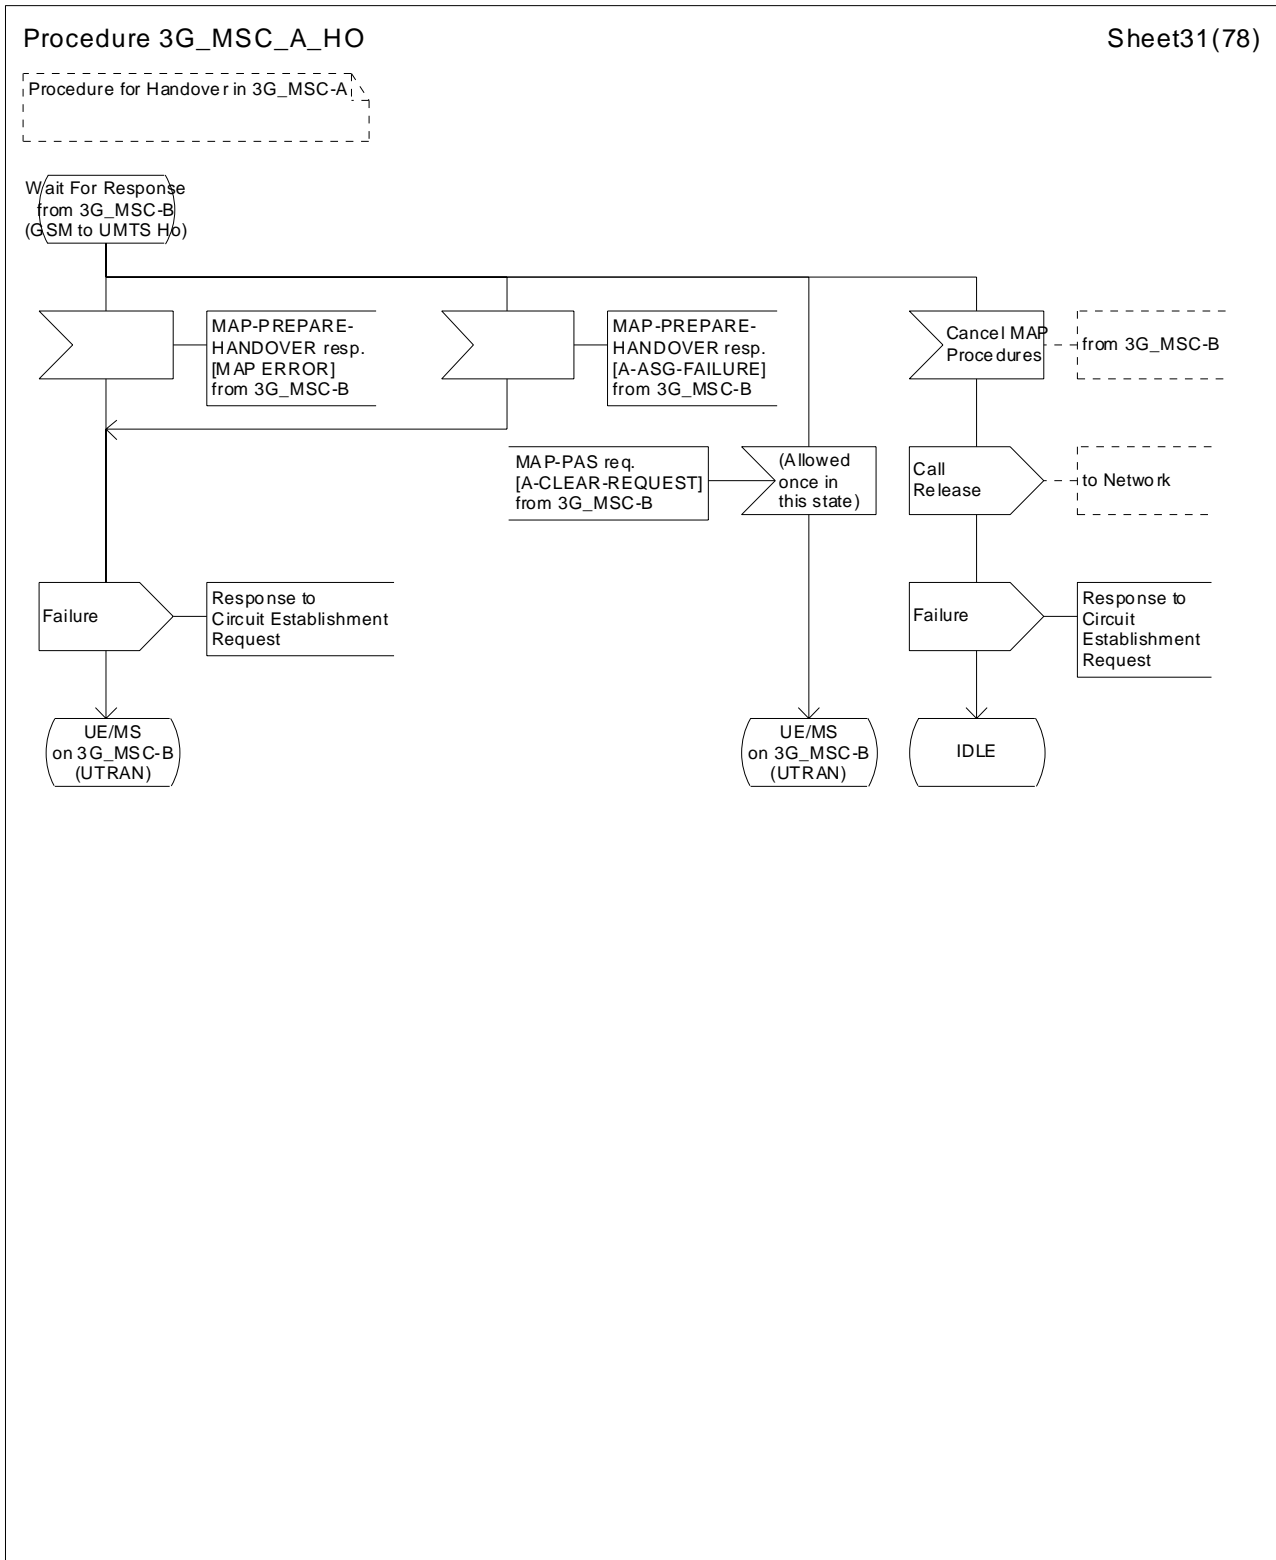 Procedure 3G_MSC_A_HO
Sheet31(78)
Procedure for Handover in 3G_MSC-A
Wait For Response
from 3G_MSC-B
(GSM to UMTS Ho)
MAP-PREPARE-
HANDOVER resp.
[MAP ERROR]
from 3G_MSC-B
MAP-PREPARE-
HANDOVER resp.
[A-ASG-FAILURE]
from 3G_MSC-B
Cancel MAP
Procedures
from 3G_MSC-B
MAP-PAS req.
[A-CLEAR-REQUEST]
from 3G_MSC-B
(Allowed
once in
this state)
Call
Release
to Network
Failure
Response to
Circuit Establishment
Request
Failure
Response to
Circuit
Establishment
Request
UE/MS
on 3G_MSC-B
(UTRAN)
UE/MS
on 3G_MSC-B
(UTRAN)
IDLE